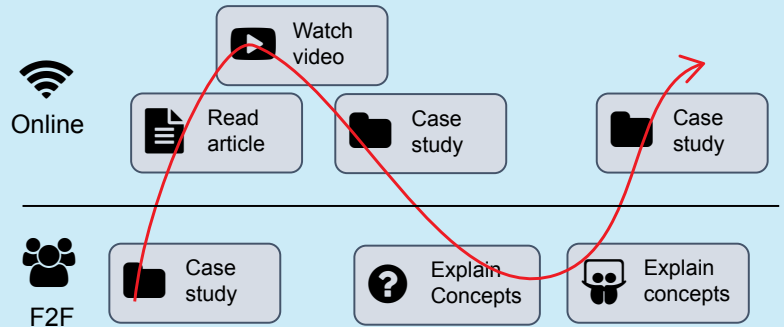 Watch
video
Online
Read
article
Case
study
Case
study
F2F
Case
study
Explain
Concepts
Explain
concepts